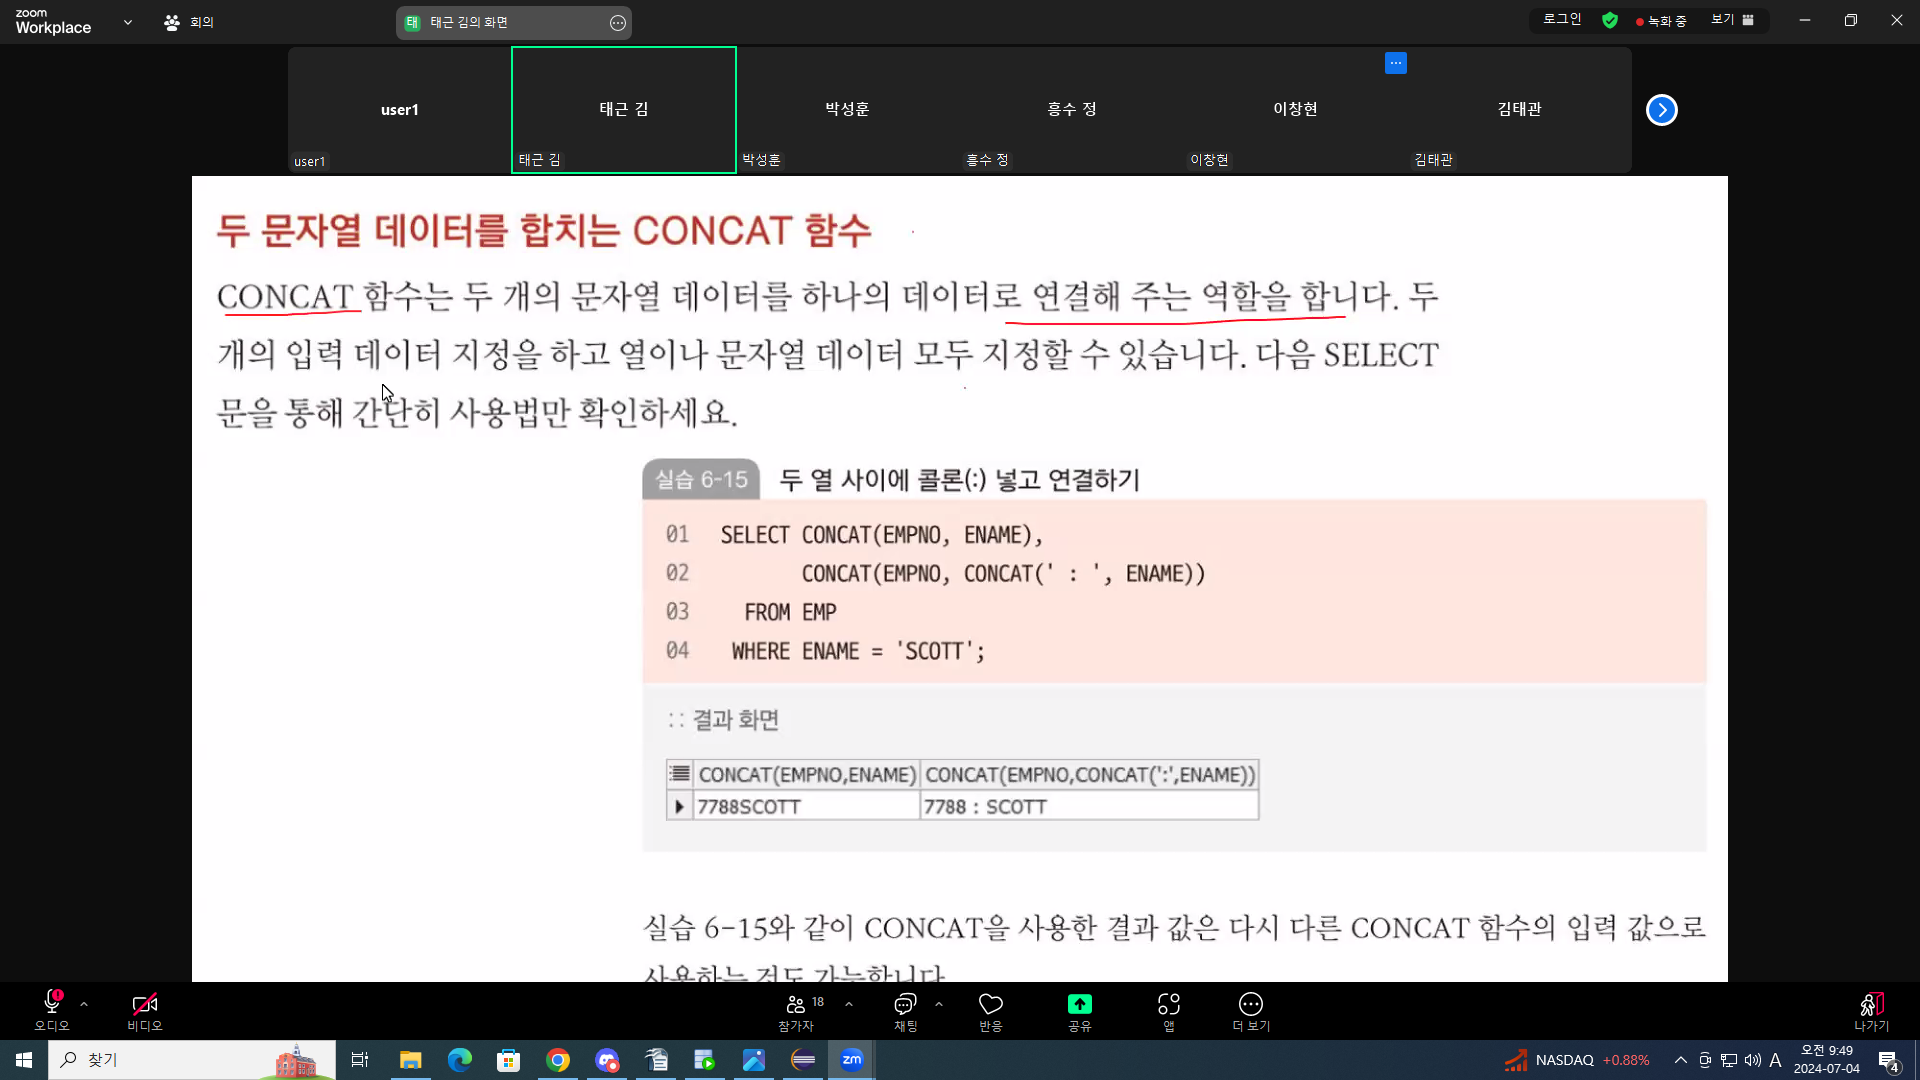 zoom
Workplace
회의
태 태근 김의 화면
로그인
녹화 중
보기
user1
태근 김
박성훈
흥수 정
이창현
김태관
user1
태근 김
박성훈
흥수 정
이창현
김태관
두 문자열 데이터를 합치는 CONCAT 함수
CONCAT 함수는 두 개의 문자열 데이터를 하나의 데이터로 연결해 주는 역할을 합니다. 두
개의 입력 데이터 지정을 하고 열이나 문자열 데이터 모두 지정할 수 있습니다. 다음 SELECT
문을 통해 간단히 사용법만 확인하세요.
실습 6-15 두 열 사이에 콜론(:) 넣고 연결하기
01 SELECT CONCAT(EMPNO, ENAME),
02 CONCAT(EMPNO, CONCAT(' : ', ENAME))
03 FROM EMP
04 WHERE ENAME = 'SCOTT';
:: 결과 화면
CONCAT(EMPNO,ENAME) CONCAT(EMPNO,CONCAT(':',ENAME))
7788SCOTT 7788 : SCOTT
실습 6-15와 같이 CONCAT을 사용한 결과 값은 다시 다른 CONCAT 함수의 입력 값으로
사용하는 것도 가능합니다
오디오
비디오
참가자 18
채팅
반응
공유
앱
더 보기
나가기
찾기
zm
NASDAQ +0.88%
A
오전 9:49
2024-07-04
4